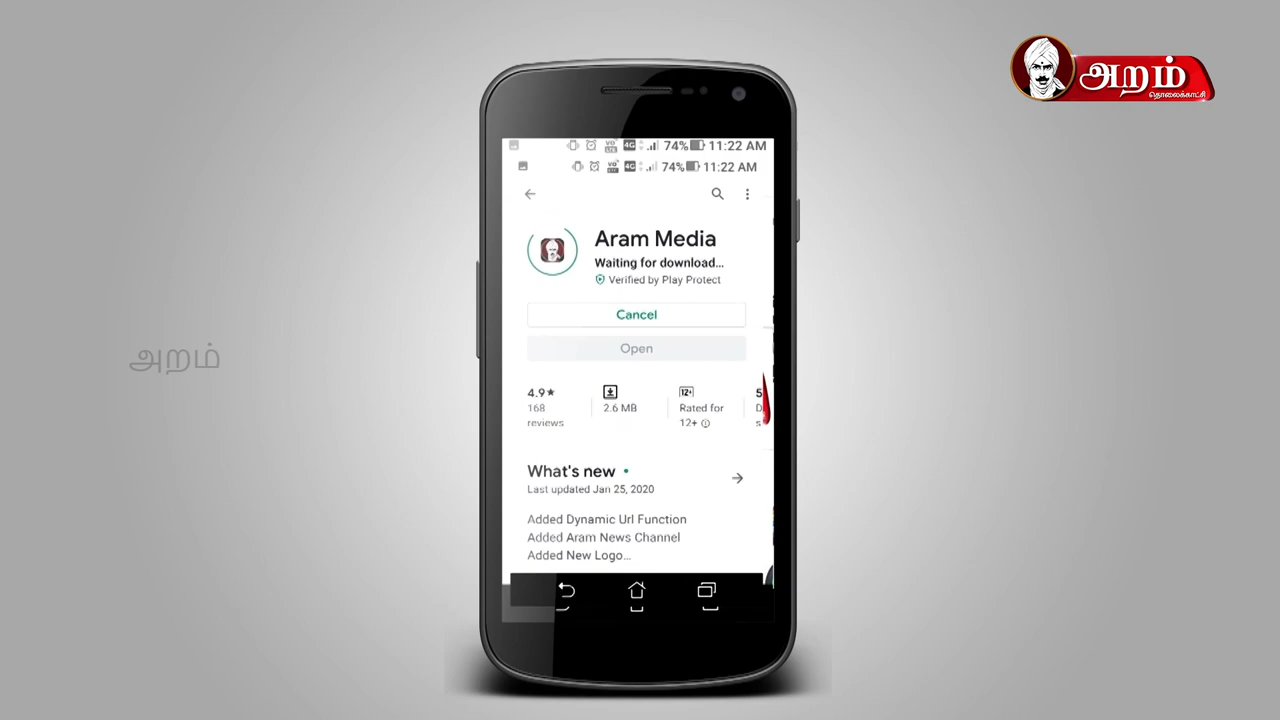 அறம்
தொலைக்காட்சி
74% 11:22 AM
74% 11:22 AM
Aram Media
Waiting for download...
Verified by Play Protect
Cancel
Open
அறம்
4.9★
168
reviews
2.6 MB
12+
Rated for
12+
5
D
s
What's new
Last updated Jan 25, 2020
Added Dynamic Url Function
Added Aram News Channel
Added New Logo...